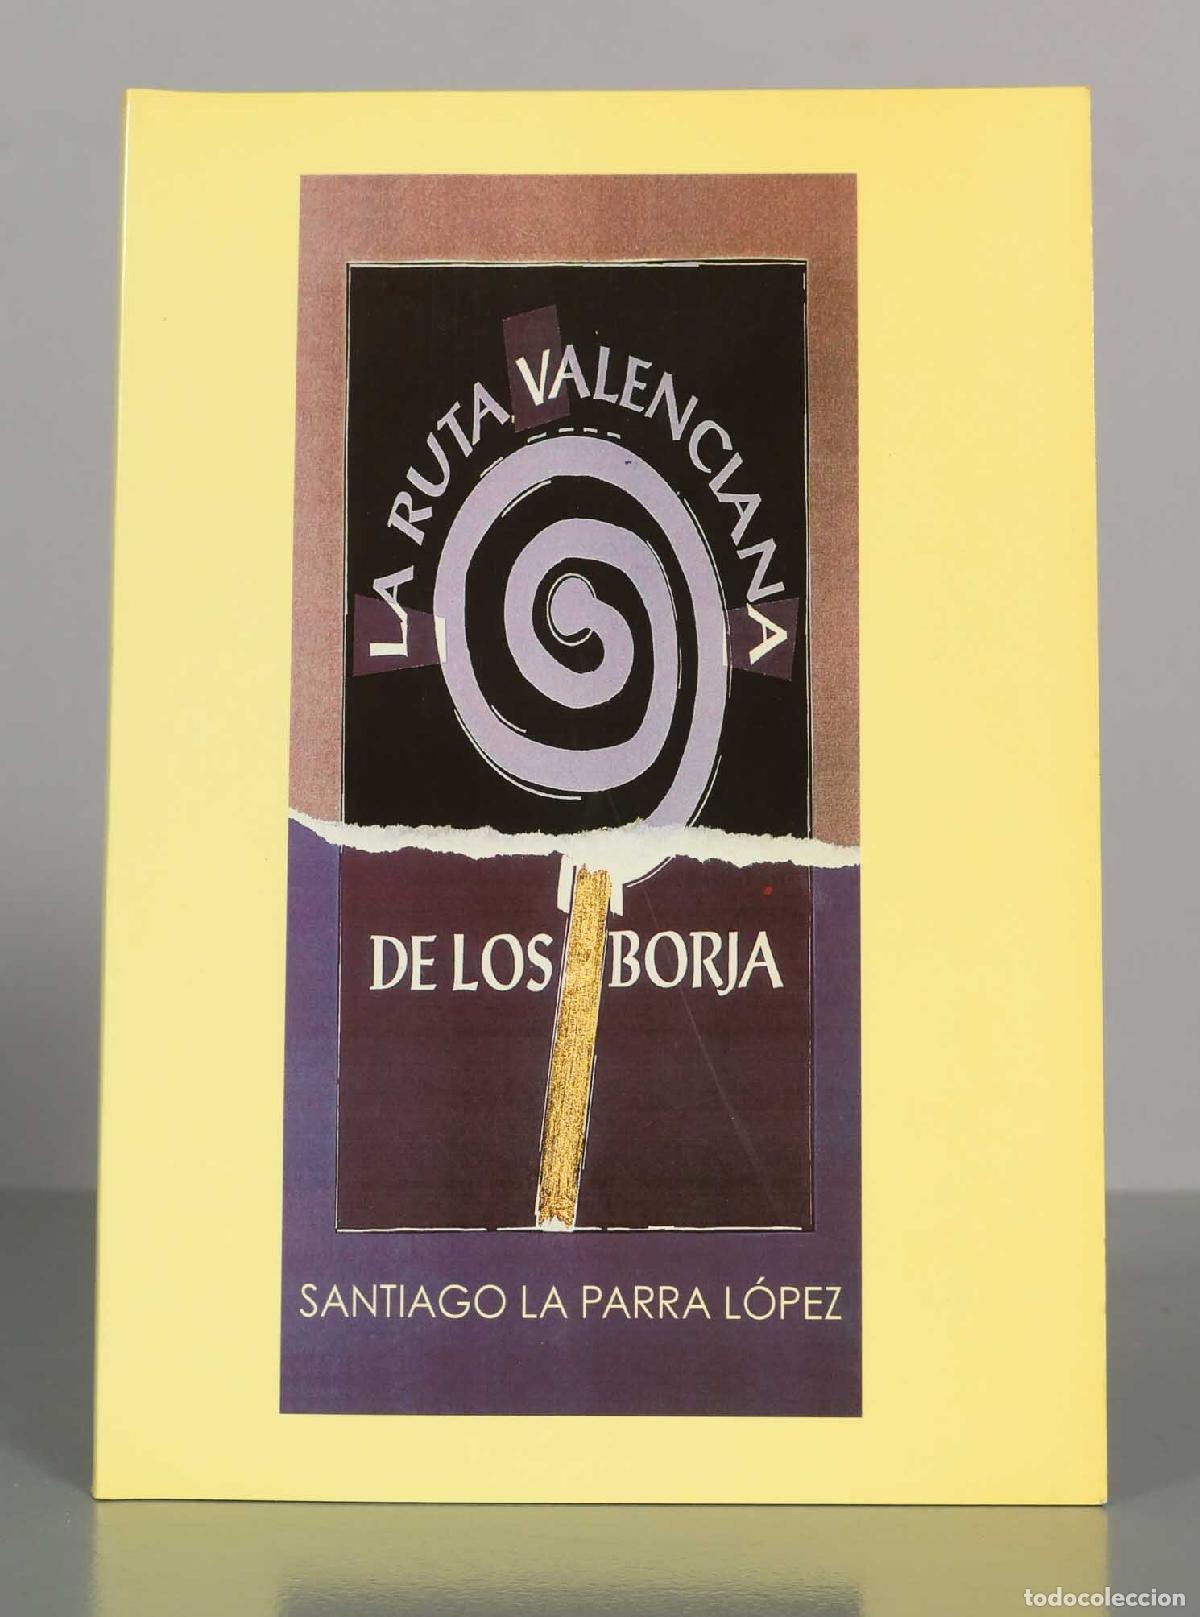 LA RUTA VALENCIANA
DE LOS BORJA
SANTIAGO LA PARRA LÓPEZ
todocoleccion